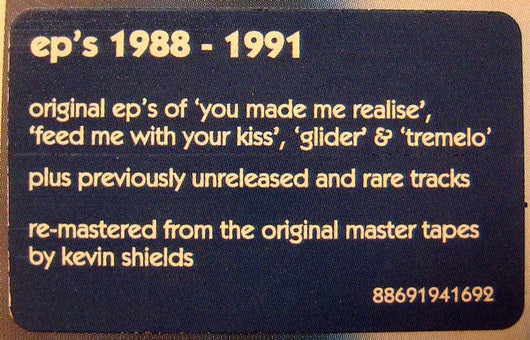 ep's 1988 - 1991
original ep's of 'you made me realise',
'feed me with your kiss', 'glider' & 'tremelo'
plus previously unreleased and rare tracks
re-mastered from the original master tapes
by kevin shields
88691941692